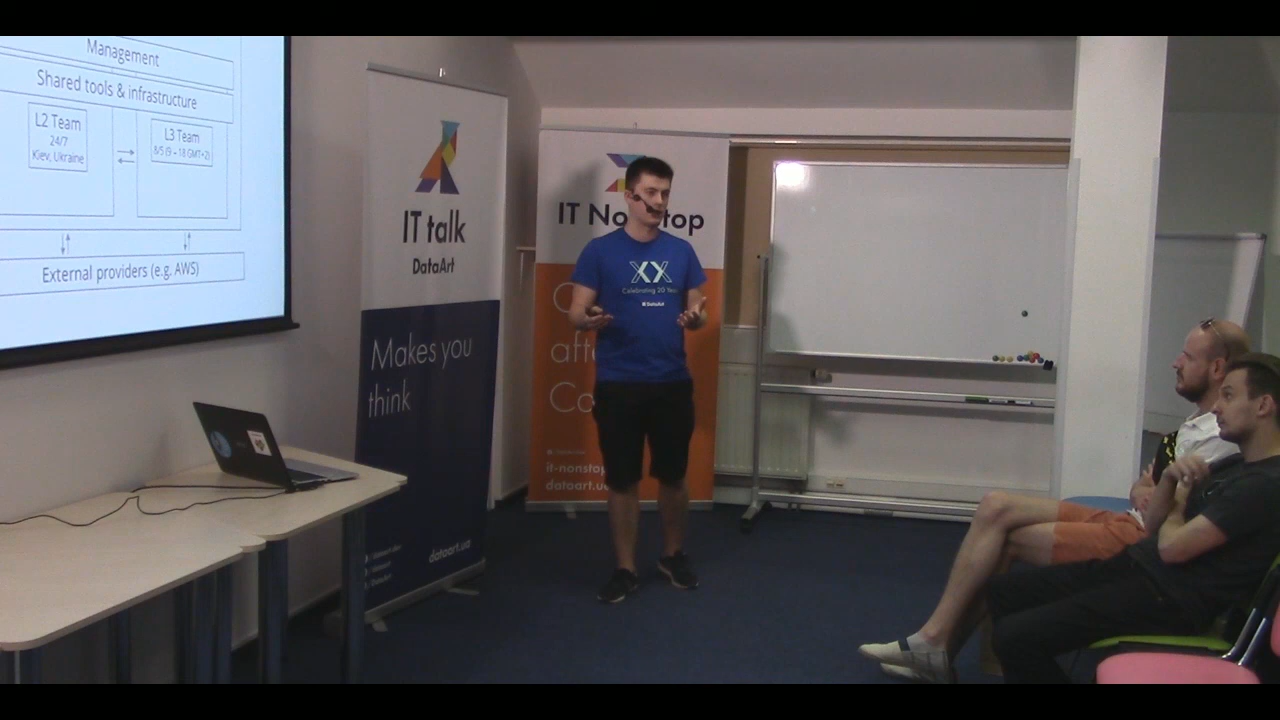 Management
Shared tools & infrastructure
L2 Team
24/7
Kiev, Ukraine
L3 Team
8/5 (9 – 18 GMT+2)
External providers (e.g. AWS)
IT talk
DataArt
Makes you
think
dataart.ua
IT
it-nonstop
dataart.ua
XX
Celebrating 20
DataArt